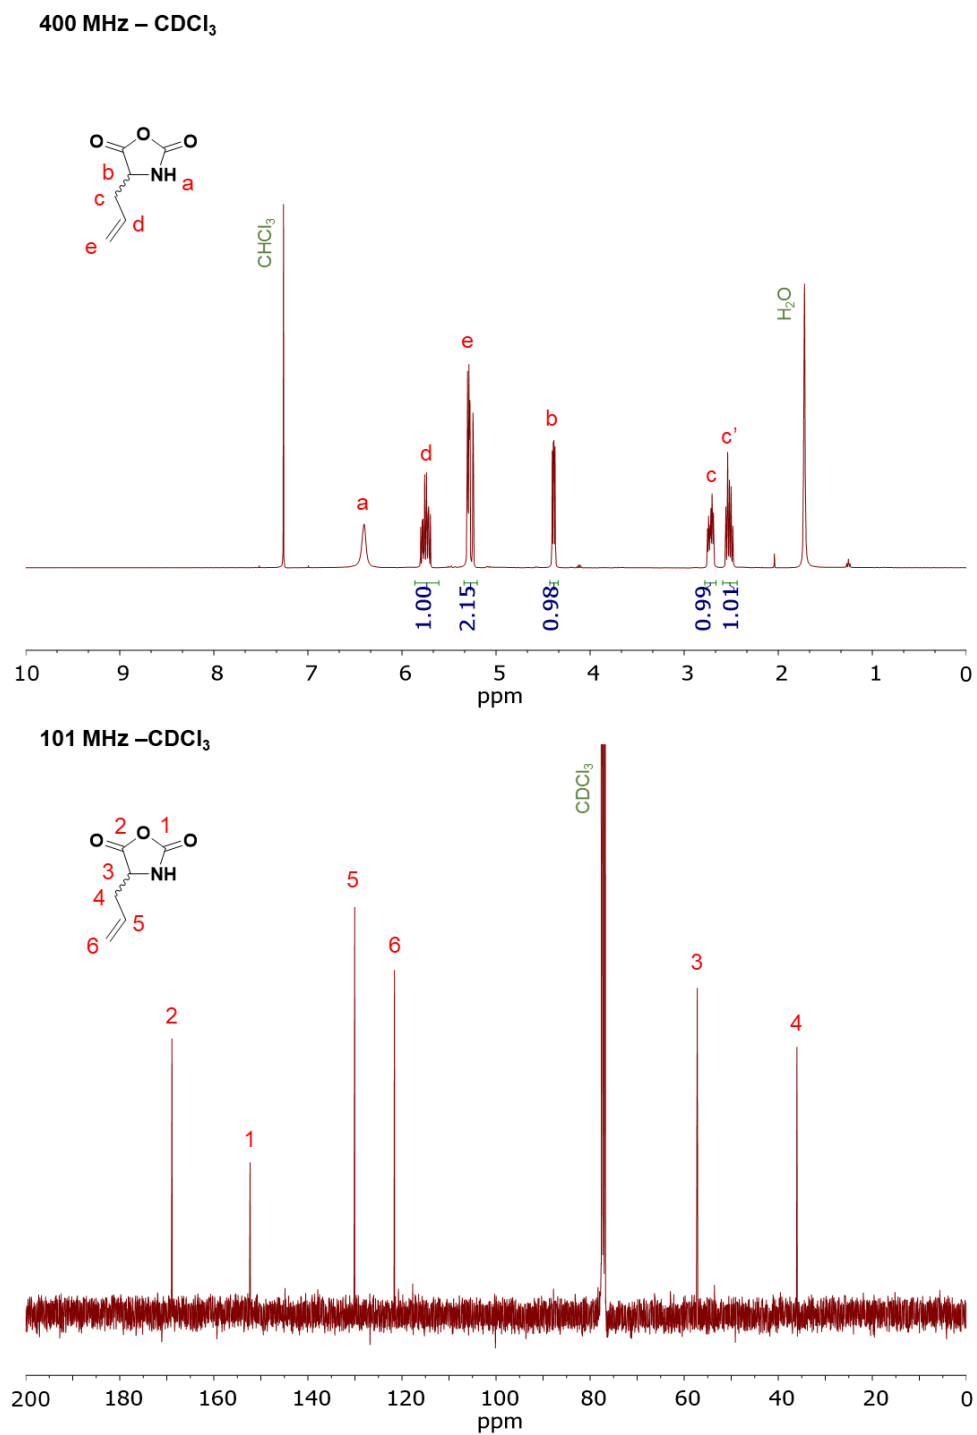 400 MHz – CDCl₃
O O O
b NH a
c d
e
CHCl₃
H₂O
a d e b c c’
1.00 2.15 0.98 0.99 1.01
10 9 8 7 6 5 4 3 2 1 0
ppm
101 MHz –CDCl₃
2 1
O O O
3 NH
4 5
6
CDCl₃
2 1 5 6 3 4
200 180 160 140 120 100 80 60 40 20 0
ppm